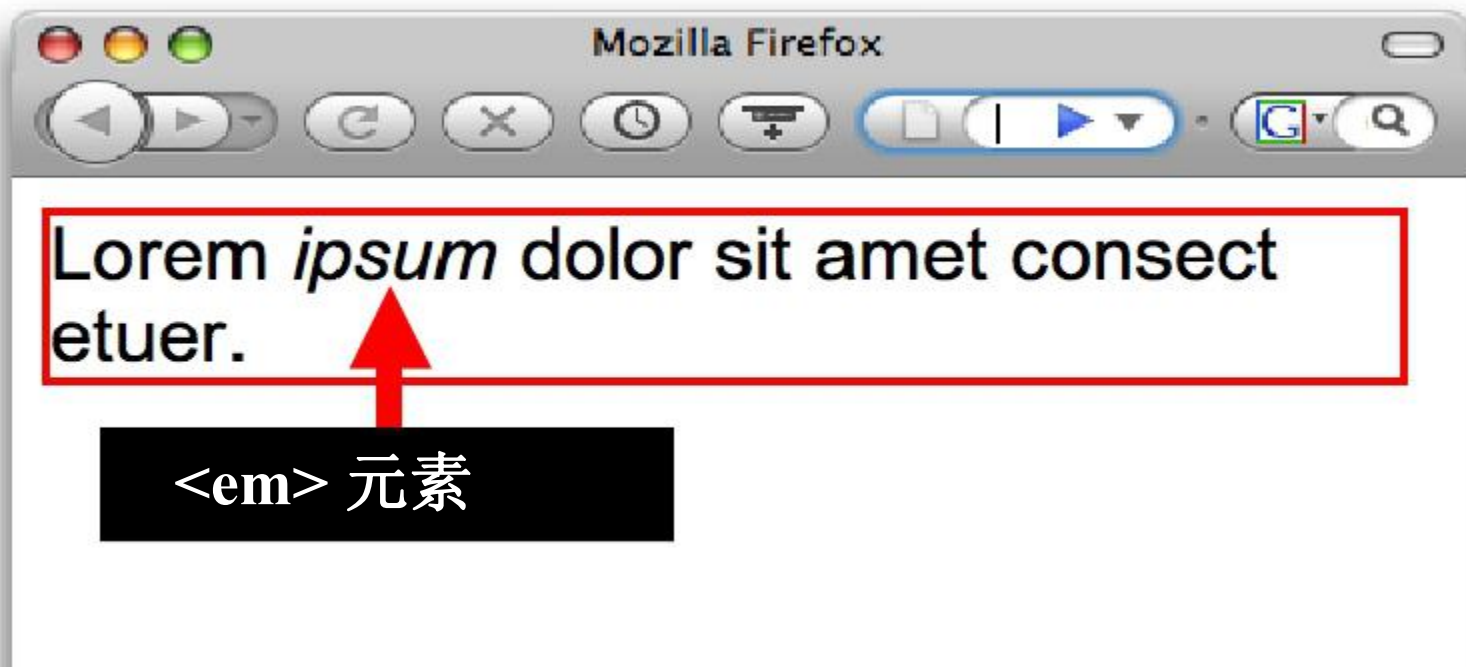 Mozilla Firefox
G
Lorem ipsum dolor sit amet consect
etuer.
<em> 元素